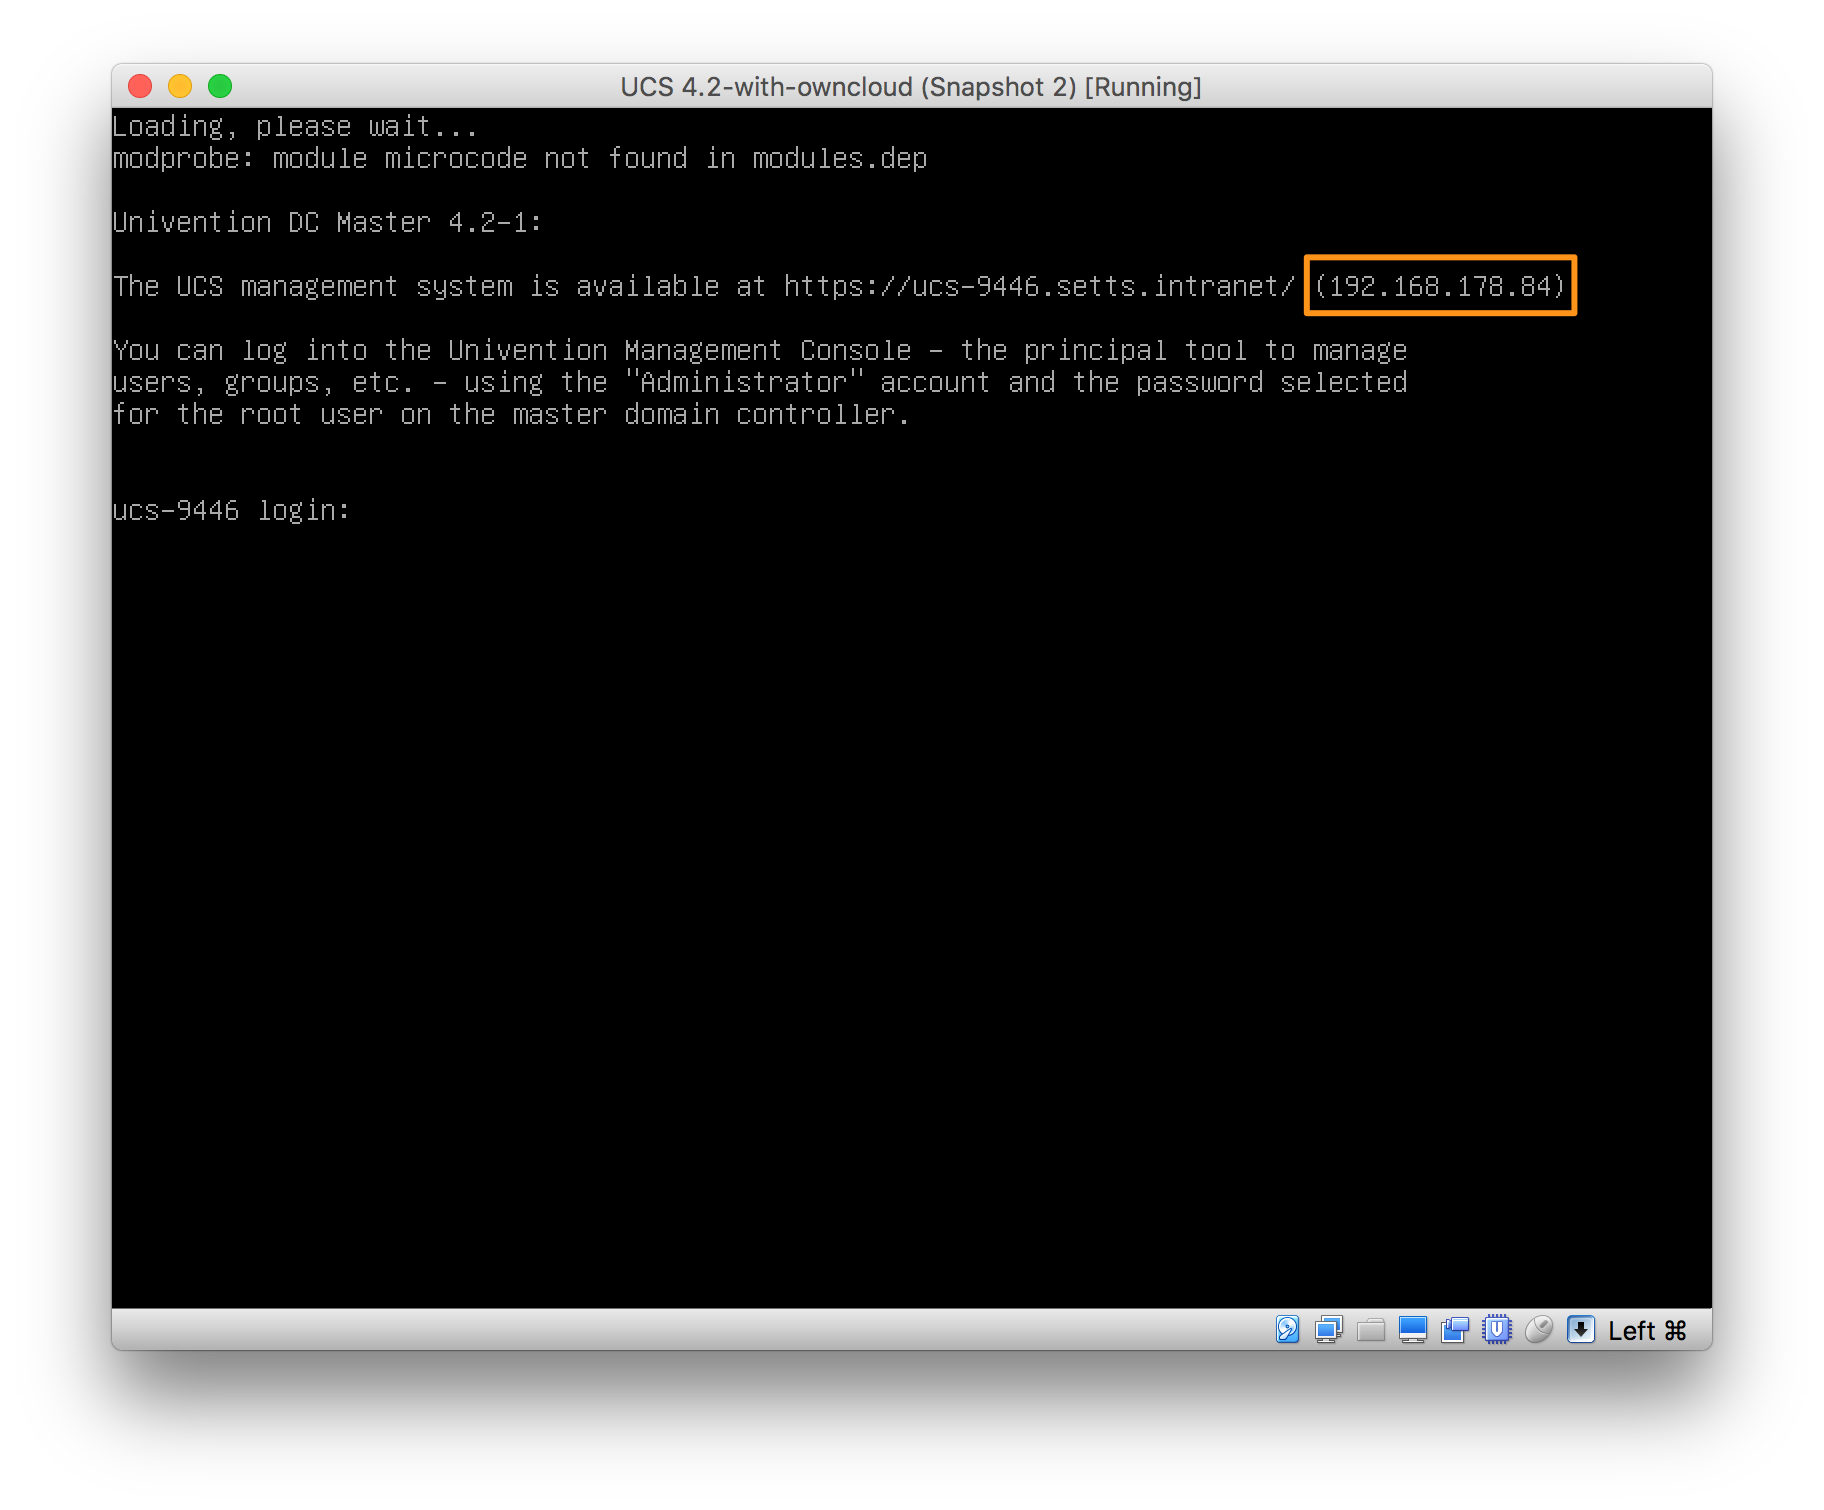 UCS 4.2-with-owncloud (Snapshot 2) [Running]
Loading, please wait...
modprobe: module microcode not found in modules.dep
Univention DC Master 4.2-1:
The UCS management system is available at https://ucs-9446.setts.intranet/ (192.168.178.84)
You can log into the Univention Management Console - the principal tool to manage
users, groups, etc. - using the "Administrator" account and the password selected
for the root user on the master domain controller.
ucs-9446 login:
Left ⌘